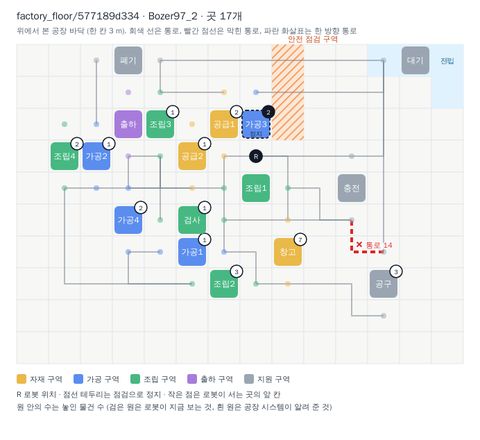 factory_floor/577189d334 · Bozer97_2 · 곳 17개
위에서 본 공장 바닥 (한 칸 3 m). 회색 선은 통로, 빨간 점선은 막힌 통로, 파란 화살표는 한 방향 통로
안전 점검 구역
폐기 대기
출하 조립3 1 공급1 2 가공3 2 정지
조립4 2 가공2 1 공급2 1 R
조립1 충전
가공4 2 검사 1
가공1 1 창고 7 × 통로 14
조립2 3 공구 3
자재 구역 가공 구역 조립 구역 출하 구역 지원 구역
R 로봇 위치 · 점선 테두리는 점검으로 정지 · 작은 점은 로봇이 서는 곳의 앞 칸
원 안의 수는 놓인 물건 수 (검은 원은 로봇이 지금 보는 것, 흰 원은 공장 시스템이 알려 준 것)